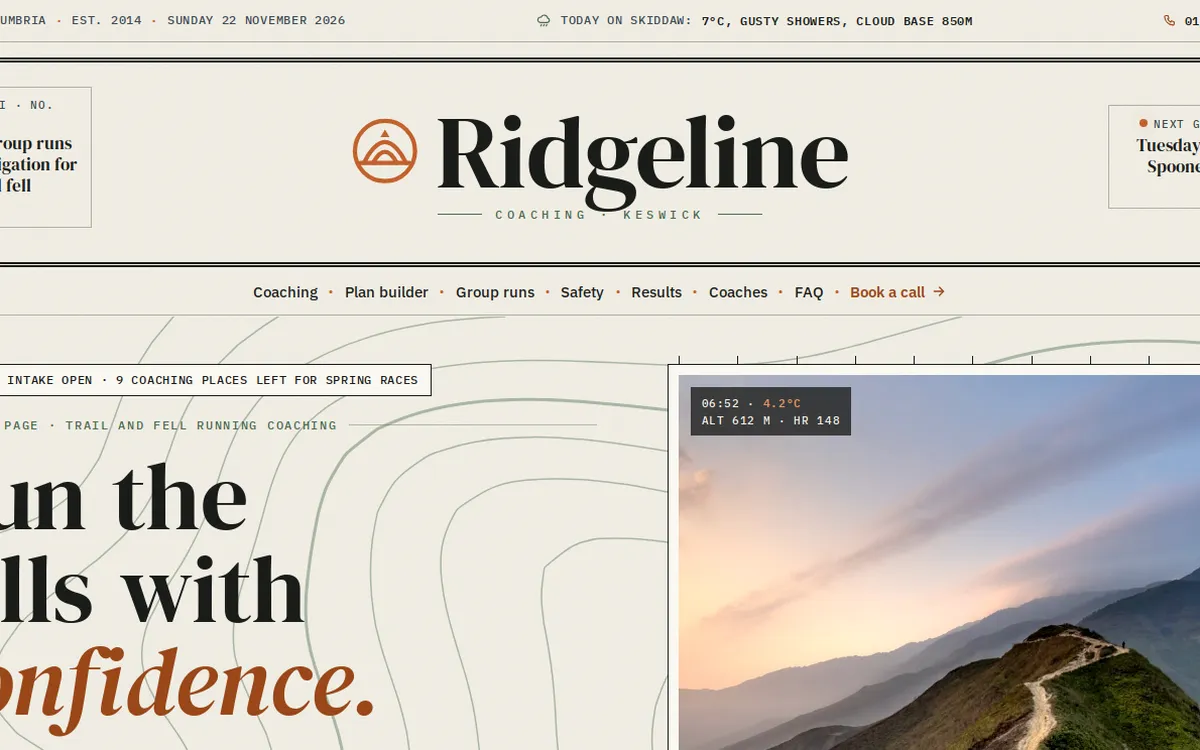 UMBRIA · EST. 2014 · SUNDAY 22 NOVEMBER 2026
TODAY ON SKIDDAW: 7°C, GUSTY SHOWERS, CLOUD BASE 850M
01
I · NO.
roup runs
igation for
l fell
Ridgeline
COACHING · KESWICK
NEXT G
Tuesday
Spoone
Coaching · Plan builder · Group runs · Safety · Results · Coaches · FAQ · Book a call →
INTAKE OPEN · 9 COACHING PLACES LEFT FOR SPRING RACES
PAGE · TRAIL AND FELL RUNNING COACHING
un the
lls with
onfidence.
06:52 · 4.2°C
ALT 612 M · HR 148